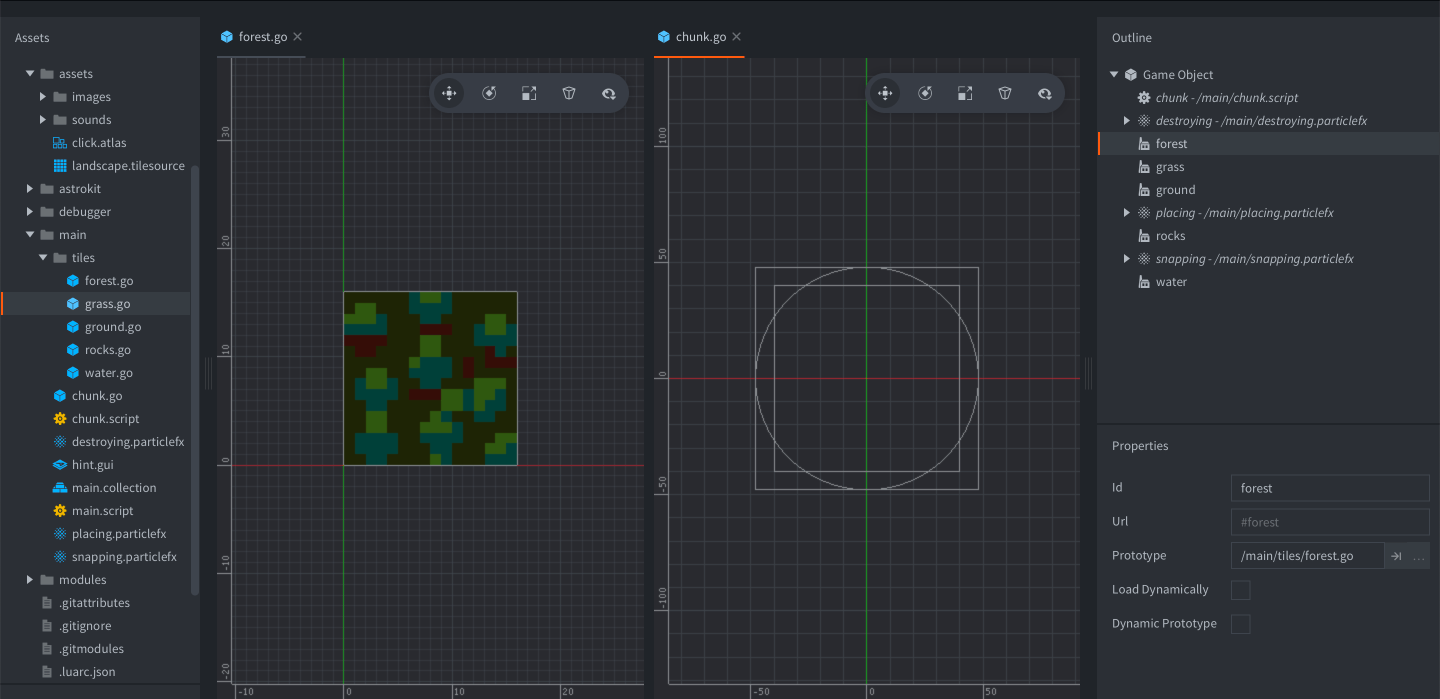 Assets
assets
images
sounds
click.atlas
landscape.tilesource
astrokit
debugger
main
tiles
forest.go
grass.go
ground.go
rocks.go
water.go
chunk.go
chunk.script
destroying.particlefx
hint.gui
main.collection
main.script
placing.particlefx
snapping.particlefx
modules
.gitattributes
.gitignore
.gitmodules
.luarc.json
forest.go
30
20
10
0
-10
-20
-10
0
10
20
chunk.go
100
50
0
-50
-100
-50
0
50
Outline
Game Object
chunk - /main/chunk.script
destroying - /main/destroying.particlefx
forest
grass
ground
placing - /main/placing.particlefx
rocks
snapping - /main/snapping.particlefx
water
Properties
Id forest
Url #forest
Prototype /main/tiles/forest.go ...
Load Dynamically
Dynamic Prototype